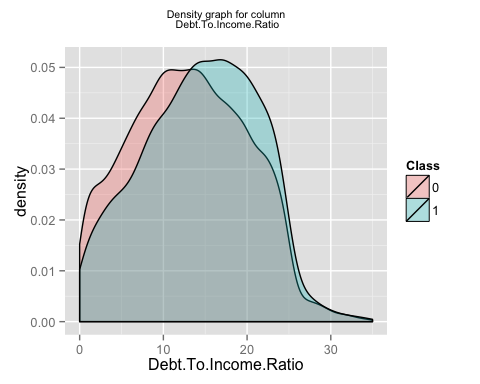 Density graph for column
Debt.To.Income.Ratio
0.05
0.04
0.03
0.02
0.01
0.00
density
0 10 20 30
Debt.To.Income.Ratio
Class
0
1